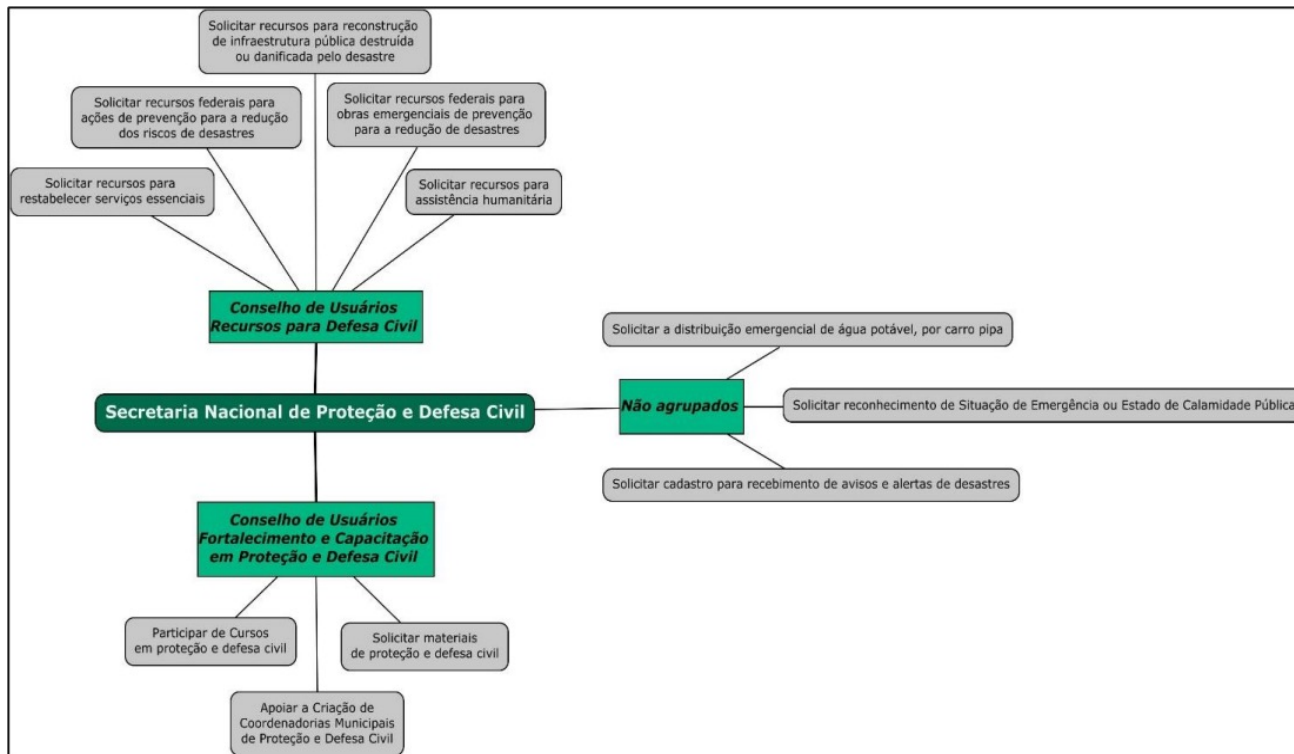 Solicitar recursos para reconstrução
de infraestrutura pública destruída
ou danificada pelo desastre
Solicitar recursos federais para
ações de prevenção para a redução
dos riscos de desastres
Solicitar recursos federais para
obras emergenciais de prevenção
para a redução de desastres
Solicitar recursos para
restabelecer serviços essenciais
Solicitar recursos para
assistência humanitária
Conselho de Usuários
Recursos para Defesa Civil
Solicitar a distribuição emergencial de água potável, por carro pipa
Secretaria Nacional de Proteção e Defesa Civil
Não agrupados
Solicitar reconhecimento de Situação de Emergência ou Estado de Calamidade Pública
Solicitar cadastro para recebimento de avisos e alertas de desastres
Conselho de Usuários
Fortalecimento e Capacitação
em Proteção e Defesa Civil
Participar de Cursos
em proteção e defesa civil
Solicitar materiais
de proteção e defesa civil
Apoiar a Criação de
Coordenadorias Municipais
de Proteção e Defesa Civil